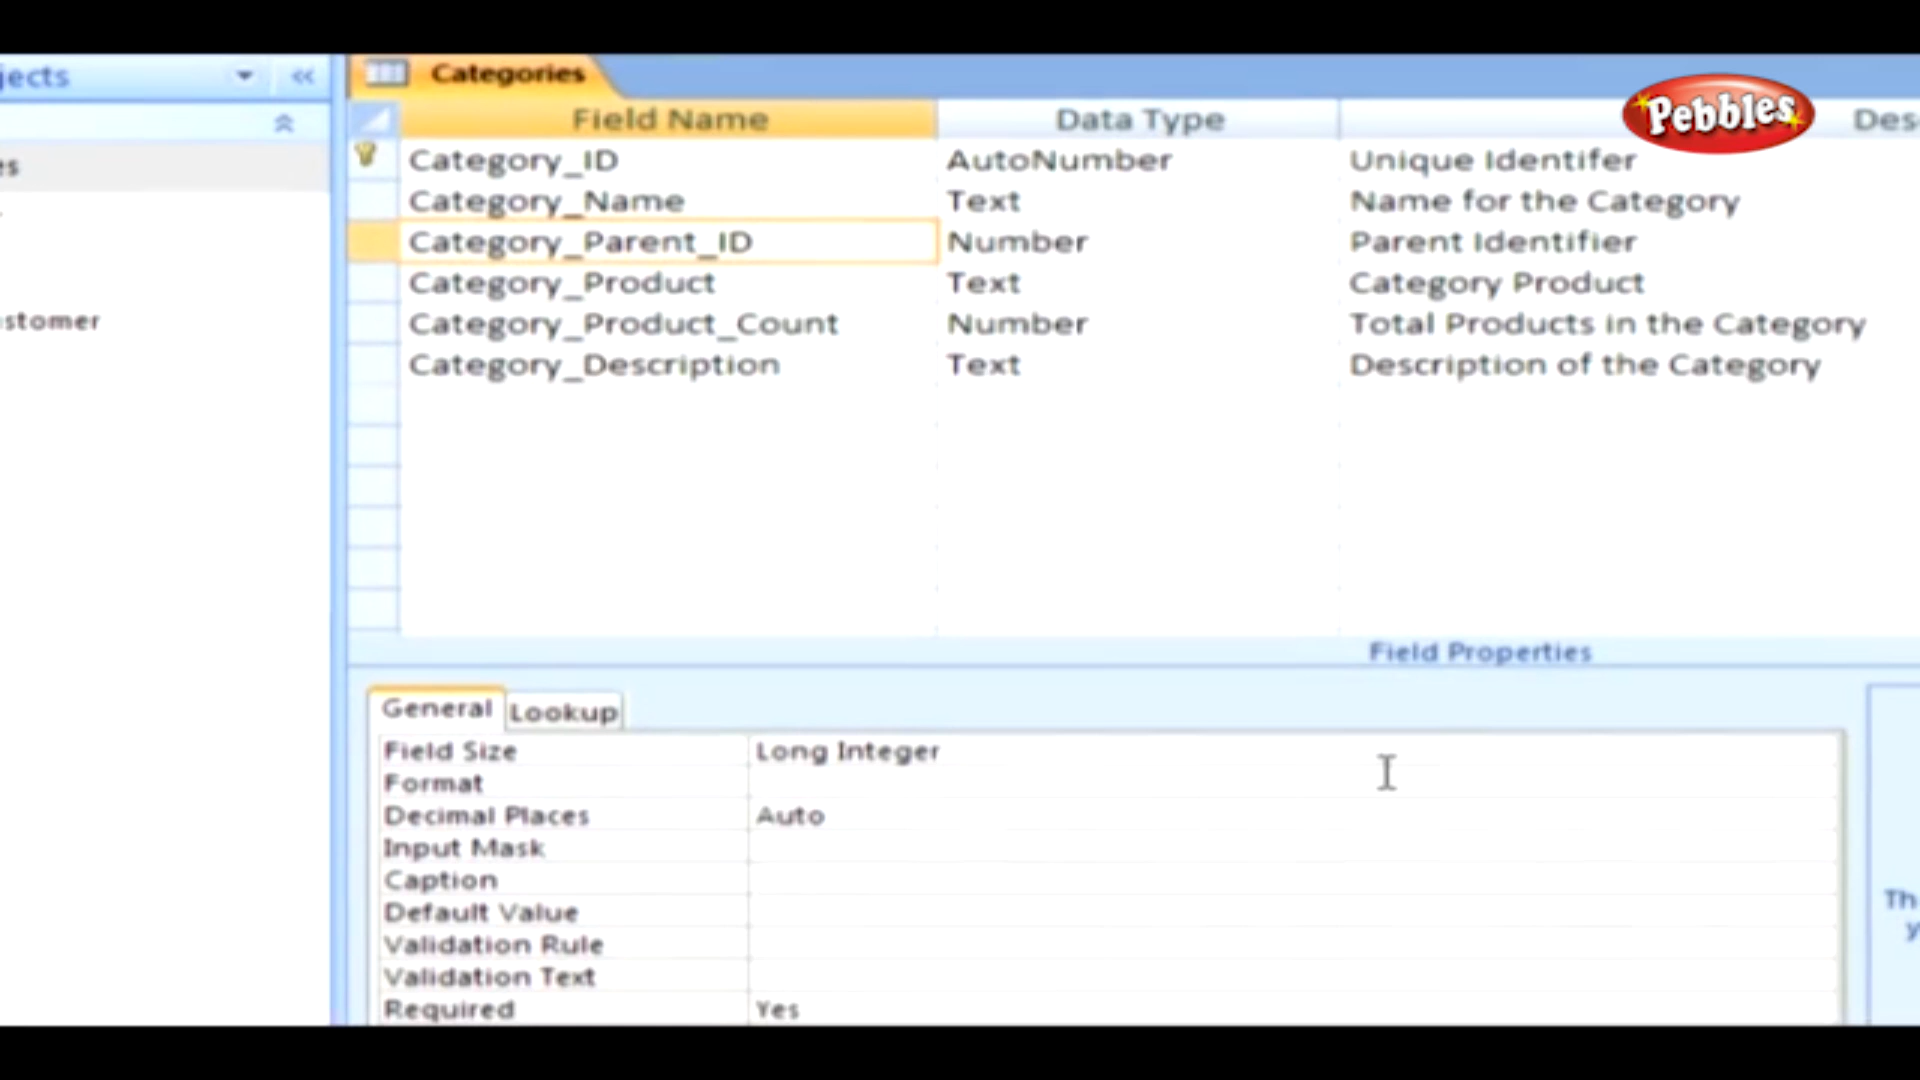 jects
Categories
Pebbles
Field Name Data Type Des
Category_ID AutoNumber Unique Identifer
es
Category_Name Text Name for the Category
Category_Parent_ID Number Parent Identifier
Category_Product Text Category Product
stomer
Category_Product_Count Number Total Products in the Category
Category_Description Text Description of the Category
Field Properties
General Lookup
Field Size Long Integer
Format
Decimal Places Auto
Input Mask
Caption
Default Value
Th
Validation Rule
y
Validation Text
Required Yes